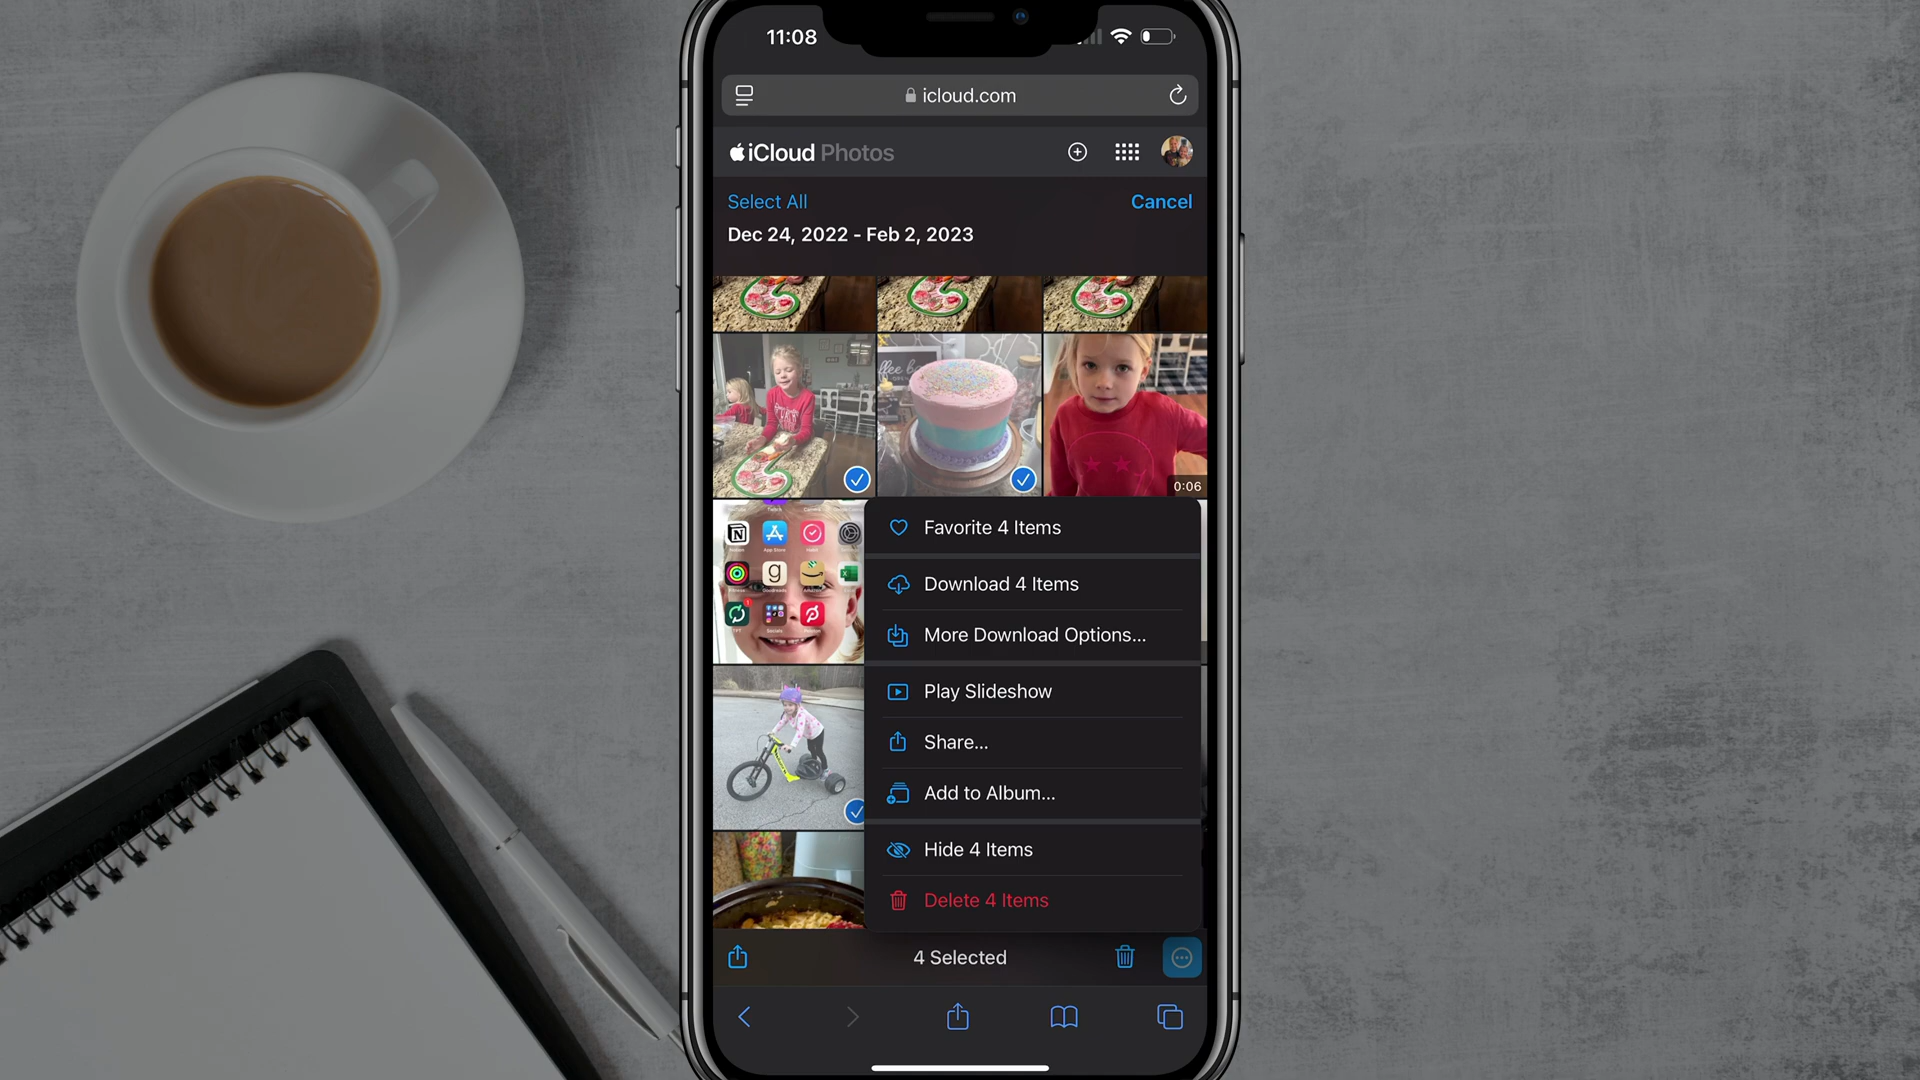 11:08
icloud.com
iCloud Photos
Select All
Cancel
Dec 24, 2022 - Feb 2, 2023
0:06
Favorite 4 Items
Download 4 Items
More Download Options...
Play Slideshow
Share...
Add to Album...
Hide 4 Items
Delete 4 Items
4 Selected